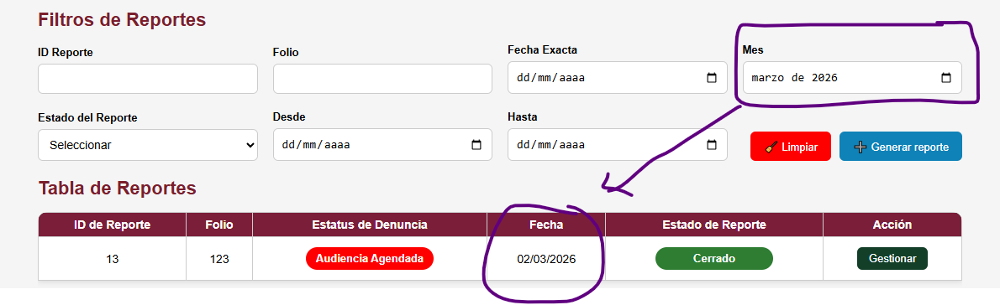 Filtros de Reportes
ID Reporte
Folio
Fecha Exacta
Mes
dd/mm/aaaa
marzo de 2026
Estado del Reporte
Desde
Hasta
Seleccionar
dd/mm/aaaa
dd/mm/aaaa
Limpiar
Generar reporte
Tabla de Reportes
ID de Reporte Folio Estatus de Denuncia Fecha Estado de Reporte Acción
13 123 Audiencia Agendada 02/03/2026 Cerrado Gestionar